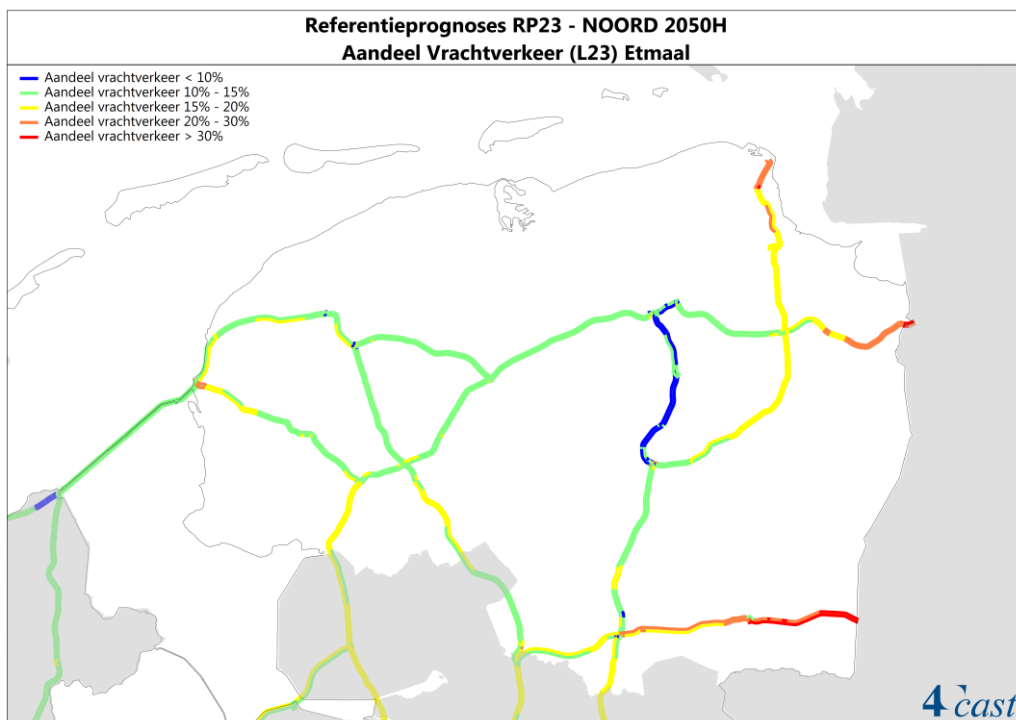 Referentieprognoses RP23 - NOORD 2050H
Aandeel Vrachtverkeer (L23) Etmaal
Aandeel vrachtverkeer < 10%
Aandeel vrachtverkeer 10% - 15%
Aandeel vrachtverkeer 15% - 20%
Aandeel vrachtverkeer 20% - 30%
Aandeel vrachtverkeer > 30%
4cast